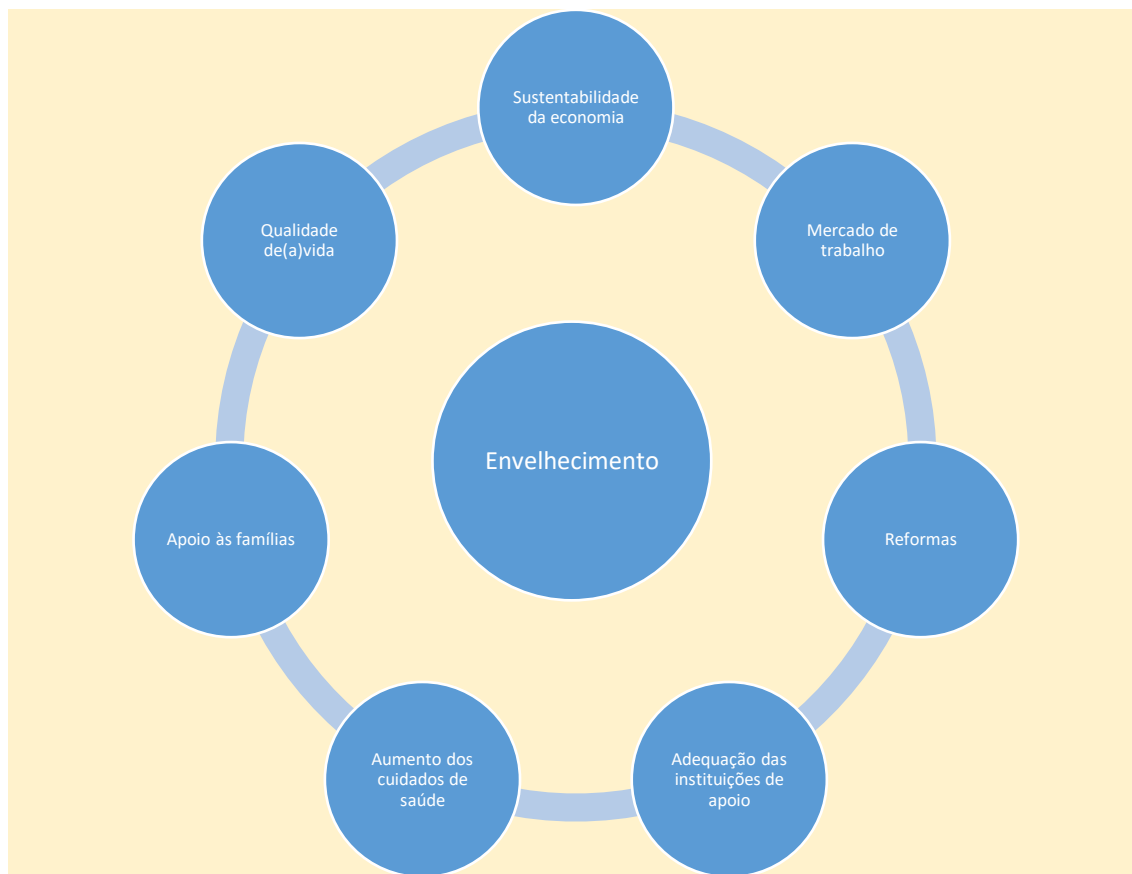 Sustentabilidade
da economia
Mercado de
trabalho
Reformas
Adequação das
instituições de
apoio
Aumento dos
cuidados de
saúde
Apoio às famílias
Qualidade
de(a)vida
Envelhecimento